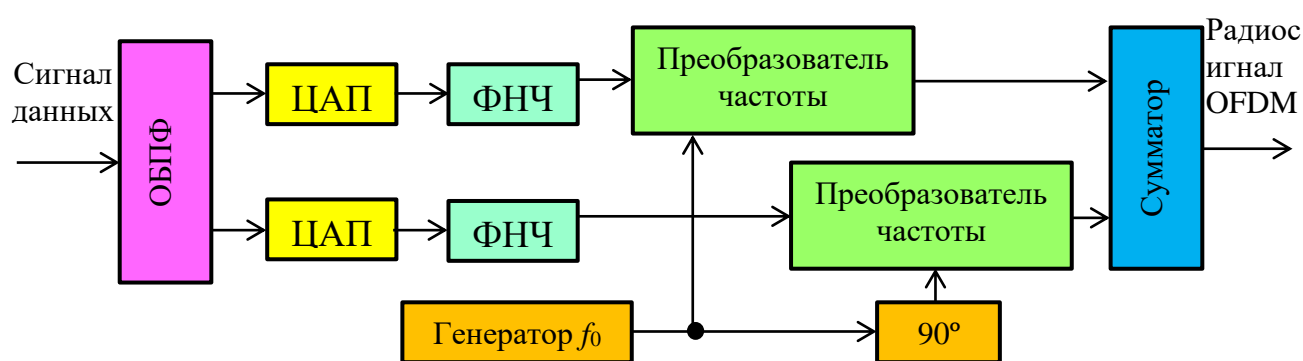 Сигнал
данных
ОБПФ
ЦАП
ФНЧ
Преобразователь
частоты
ЦАП
ФНЧ
Преобразователь
частоты
Генератор f₀
90º
Сумматор
Радиос
игнал
OFDM